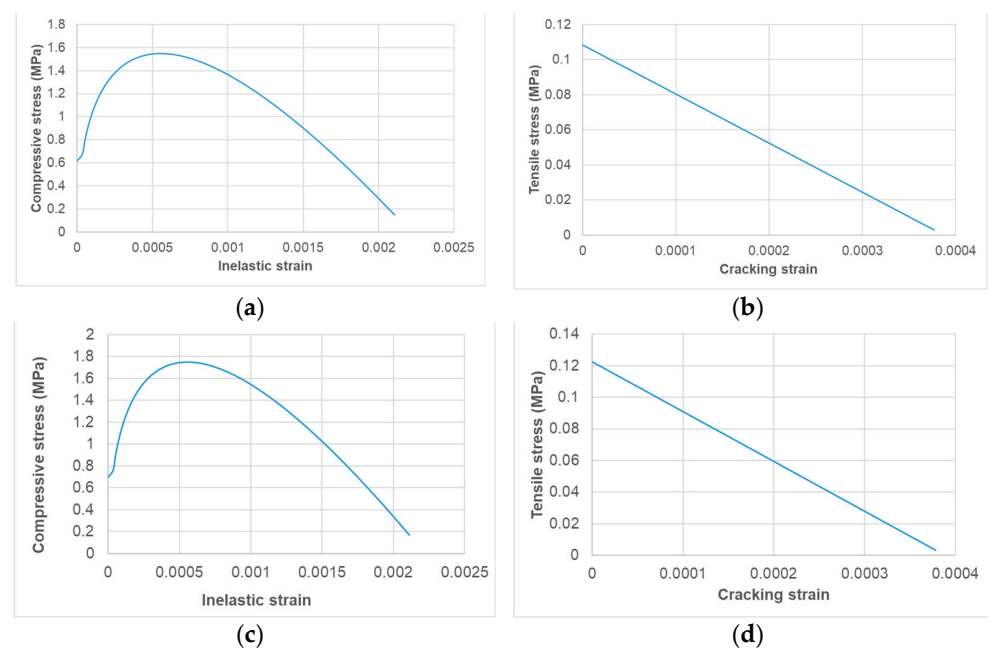 Compressive stress (MPa)
1.8
1.6
1.4
1.2
1
0.8
0.6
0.4
0.2
0
0 0.0005 0.001 0.0015 0.002 0.0025
Inelastic strain
(a)
Tensile stress (MPa)
0.12
0.1
0.08
0.06
0.04
0.02
0
0 0.0001 0.0002 0.0003 0.0004
Cracking strain
(b)
Compressive stress (MPa)
2
1.8
1.6
1.4
1.2
1
0.8
0.6
0.4
0.2
0
0 0.0005 0.001 0.0015 0.002 0.0025
Inelastic strain
(c)
Tensile stress (MPa)
0.14
0.12
0.1
0.08
0.06
0.04
0.02
0
0 0.0001 0.0002 0.0003 0.0004
Cracking strain
(d)